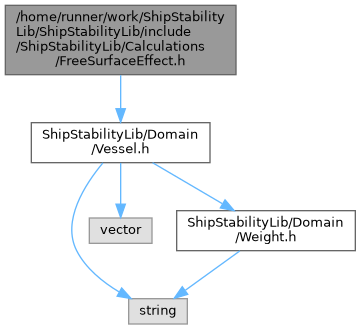 /home/runner/work/ShipStability
Lib/ShipStabilityLib/include
/ShipStabilityLib/Calculations
/FreeSurfaceEffect.h
ShipStabilityLib/Domain
/Vessel.h
vector
ShipStabilityLib/Domain
/Weight.h
string